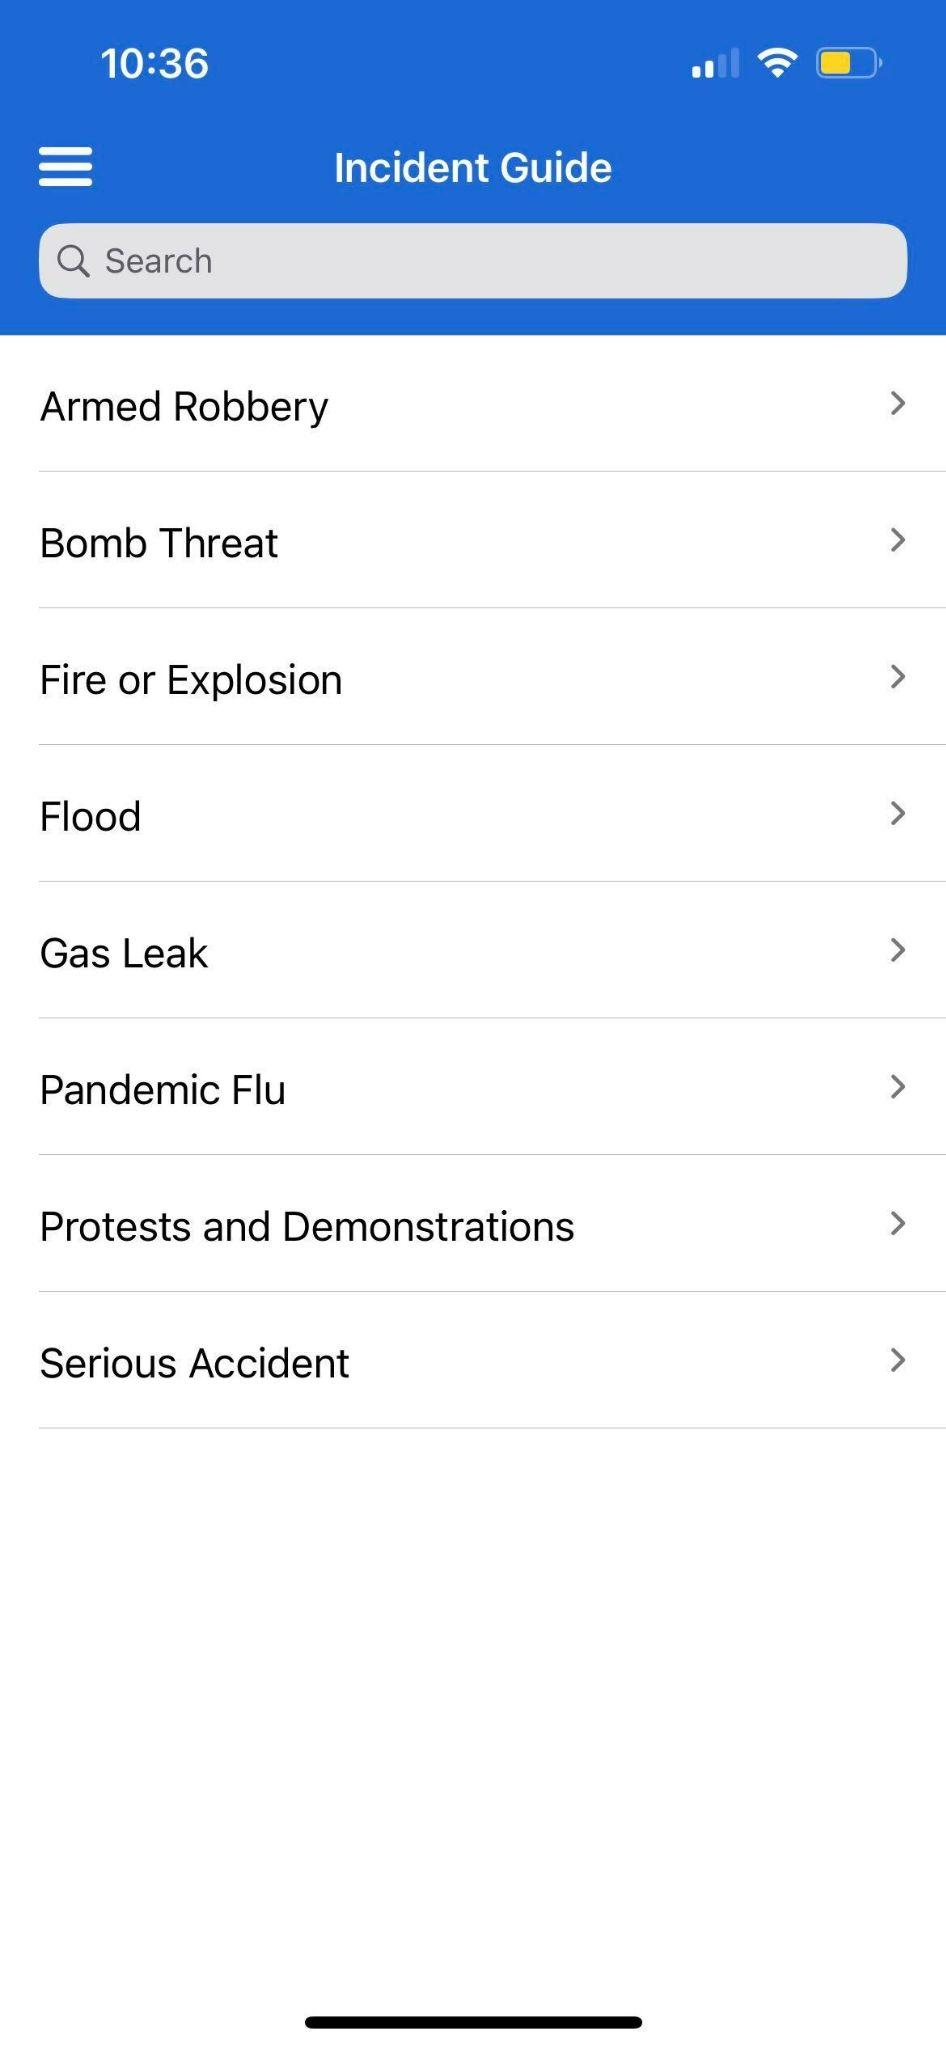 10:36
Incident Guide
Search
Armed Robbery
Bomb Threat
Fire or Explosion
Flood
Gas Leak
Pandemic Flu
Protests and Demonstrations
Serious Accident